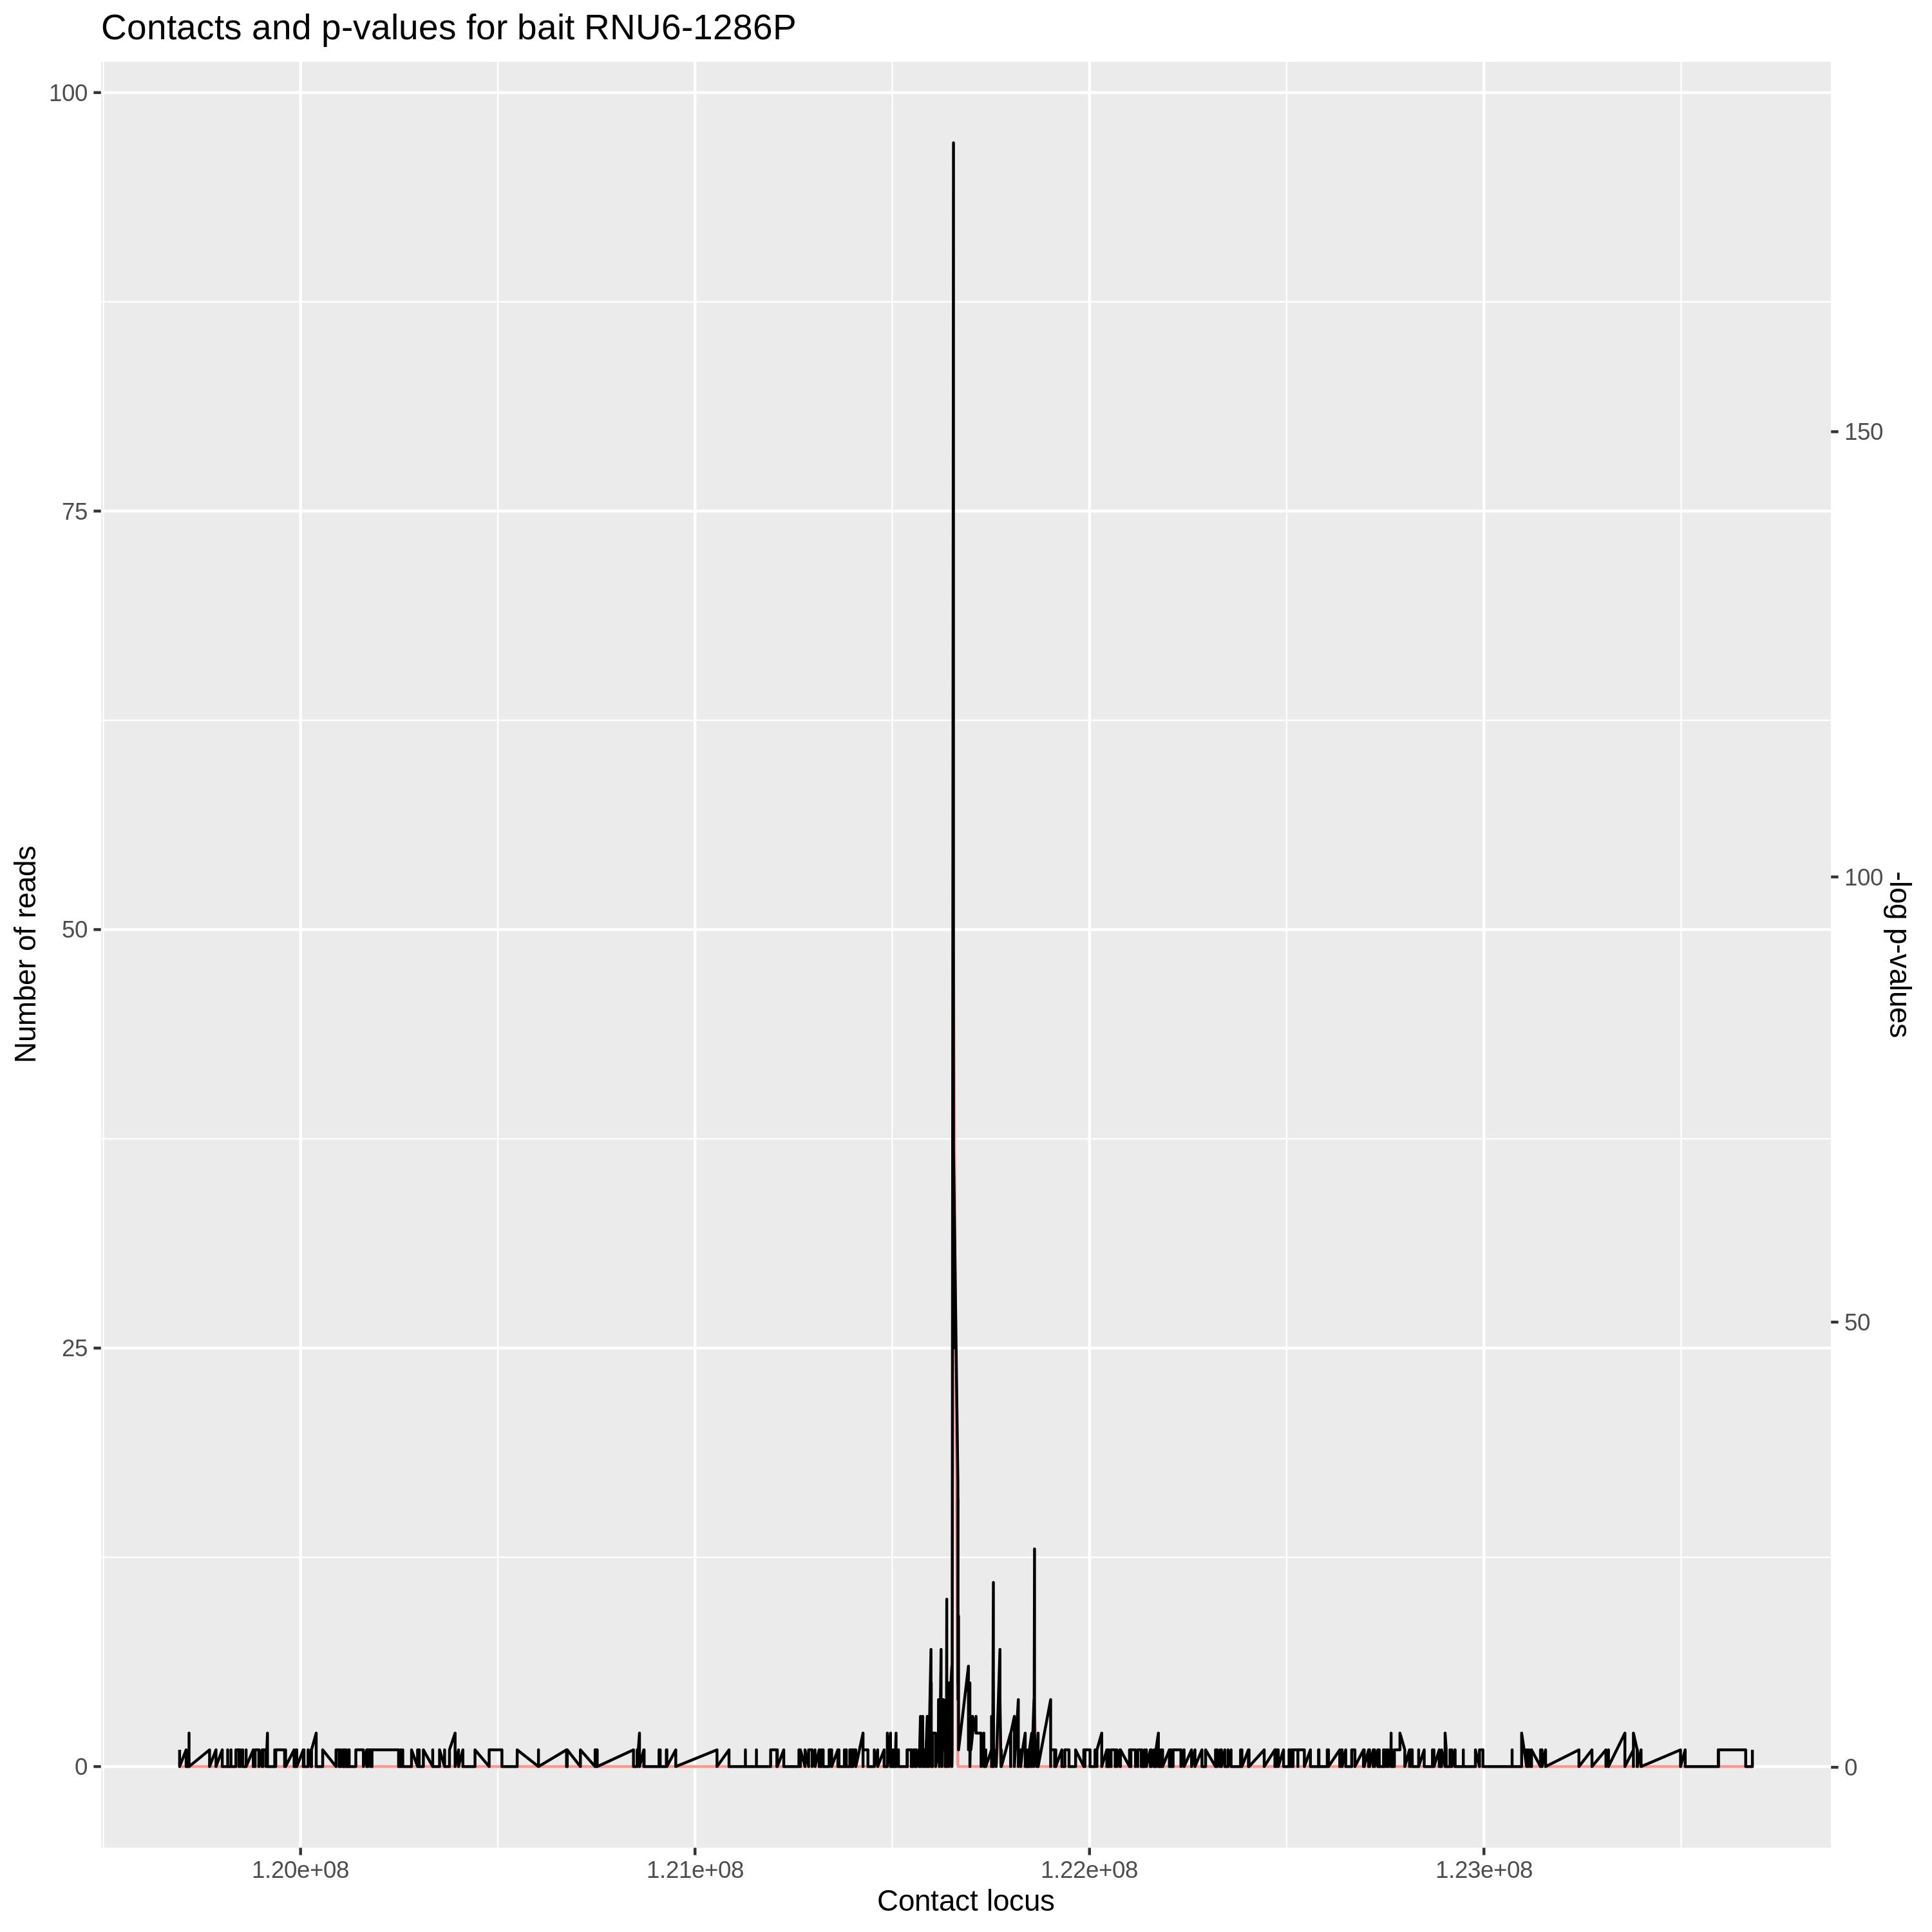 Contacts and p-values for bait RNU6-1286P
100
75
50
25
0
Number of reads
150
100
50
0
-log p-values
1.20e+08
1.21e+08
1.22e+08
1.23e+08
Contact locus